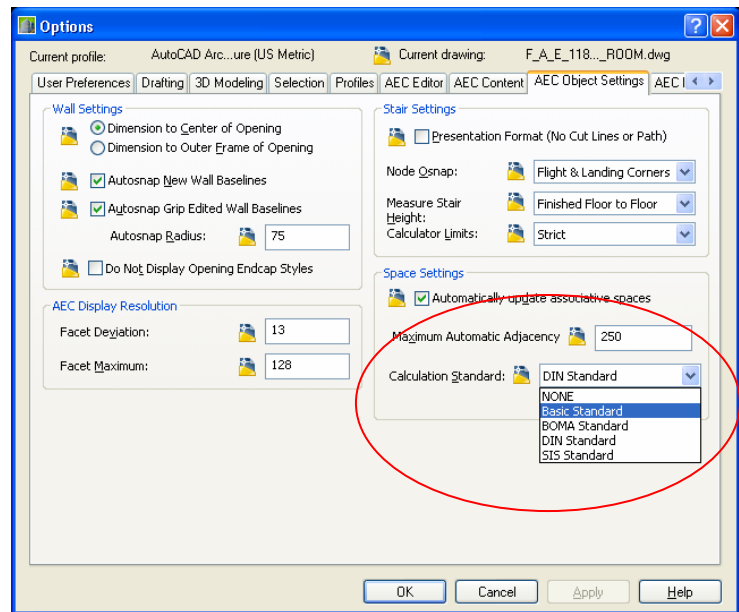 Options
Current profile: AutoCAD Arc...ure (US Metric) Current drawing: F_A_E_118..._ROOM.dwg
User Preferences Drafting 3D Modeling Selection Profiles AEC Editor AEC Content AEC Object Settings AEC I
Wall Settings
Dimension to Center of Opening
Dimension to Outer Frame of Opening
Autosnap New Wall Baselines
Autosnap Grip Edited Wall Baselines
Autosnap Radius: 75
Do Not Display Opening Endcap Styles
AEC Display Resolution
Facet Deviation: 13
Facet Maximum: 128
Stair Settings
Presentation Format (No Cut Lines or Path)
Node Osnap: Flight & Landing Corners
Measure Stair Height: Finished Floor to Floor
Calculator Limits: Strict
Space Settings
Automatically update associative spaces
Maximum Automatic Adjacency 250
Calculation Standard: DIN Standard
NONE
Basic Standard
BOMA Standard
DIN Standard
SIS Standard
OK Cancel Apply Help